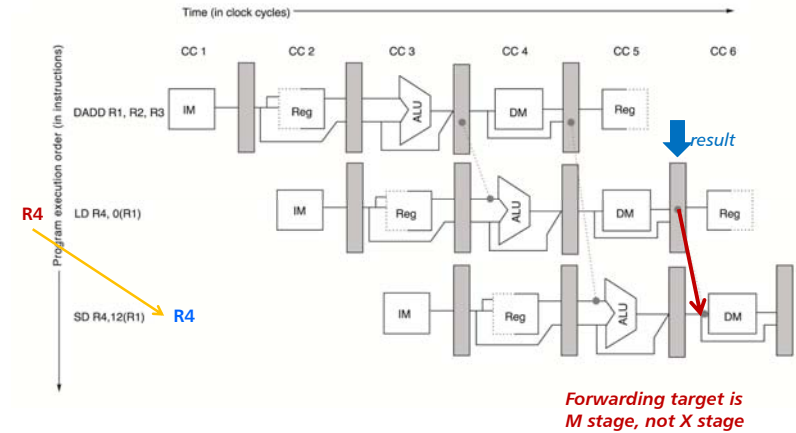 Time (in clock cycles)
CC 1 CC 2 CC 3 CC 4 CC 5 CC 6
Program execution order (in instructions)
DADD R1, R2, R3 IM Reg ALU DM Reg
result
R4 LD R4, 0(R1) IM Reg ALU DM Reg
SD R4,12(R1) R4 IM Reg ALU DM
Forwarding target is
M stage, not X stage